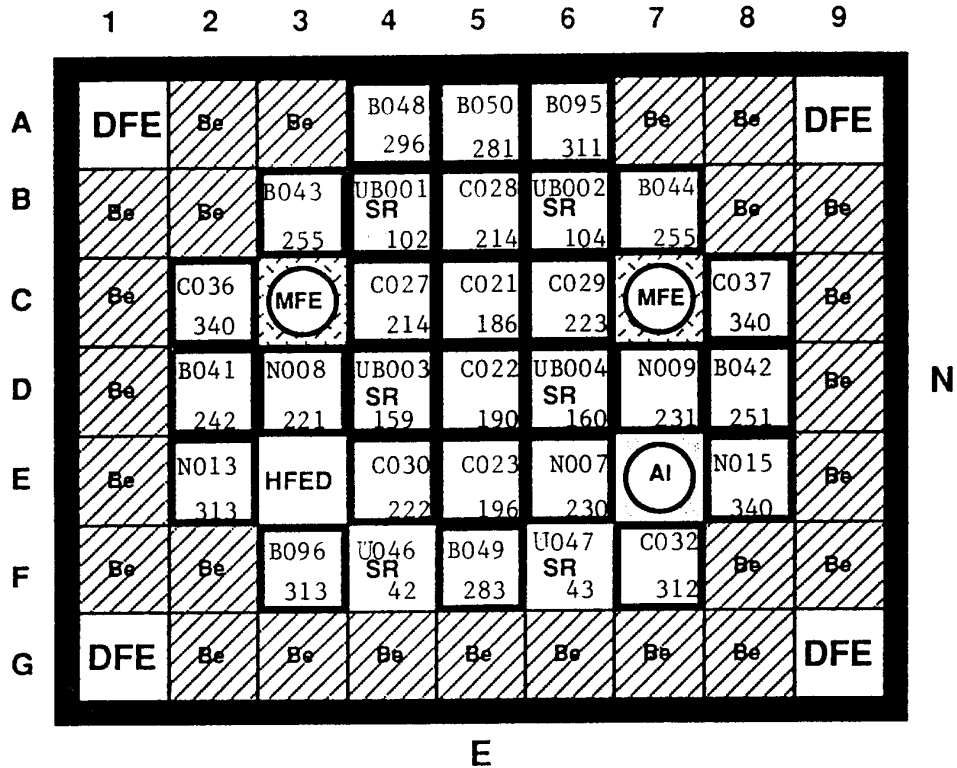 1 2 3 4 5 6 7 8 9
A DFE Be Be B048 296 B050 281 B095 311 Be Be DFE
B Be Be B043 255 UB001 SR 102 C028 214 UB002 SR 104 B044 255 Be Be
C Be C036 340 MFE C027 214 C021 186 C029 223 MFE C037 340 Be
D Be B041 242 N008 221 UB003 SR 159 C022 190 UB004 SR 160 N009 231 B042 251 Be N
E Be N013 313 HFED C030 222 C023 196 N007 230 Al N015 340 Be
F Be Be B096 313 U046 SR 42 B049 283 U047 SR 43 C032 312 Be Be
G DFE Be Be Be Be Be Be Be DFE
E